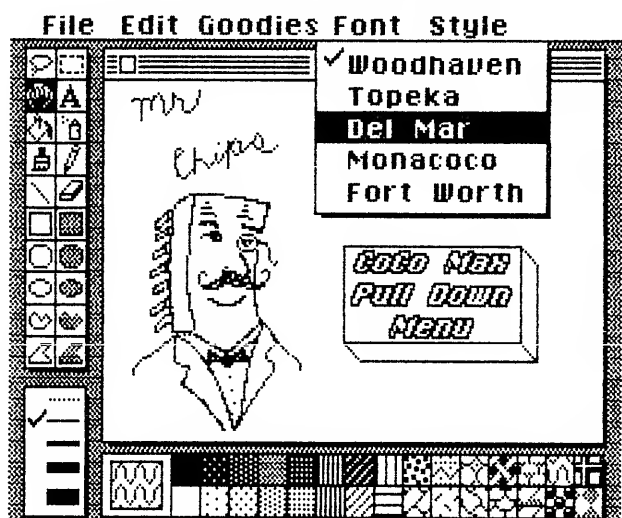 File Edit Goodies Font Style
Woodhaven
Topeka
Del Mar
Monacoco
Fort Worth
A
mr
Chips
CoCo Max
Pull Down
Menu